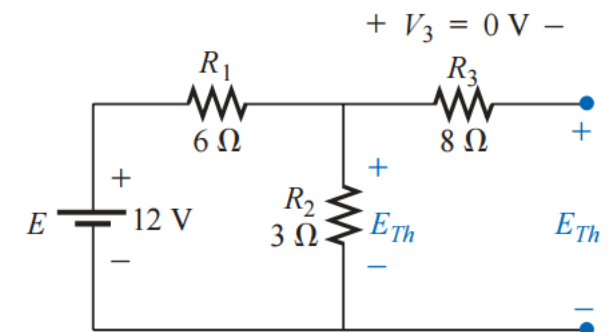 + V3 = 0 V −
R1
R3
6 Ω
8 Ω
+
+
+
R2
E
12 V
3 Ω
ETh
ETh
−
−
−